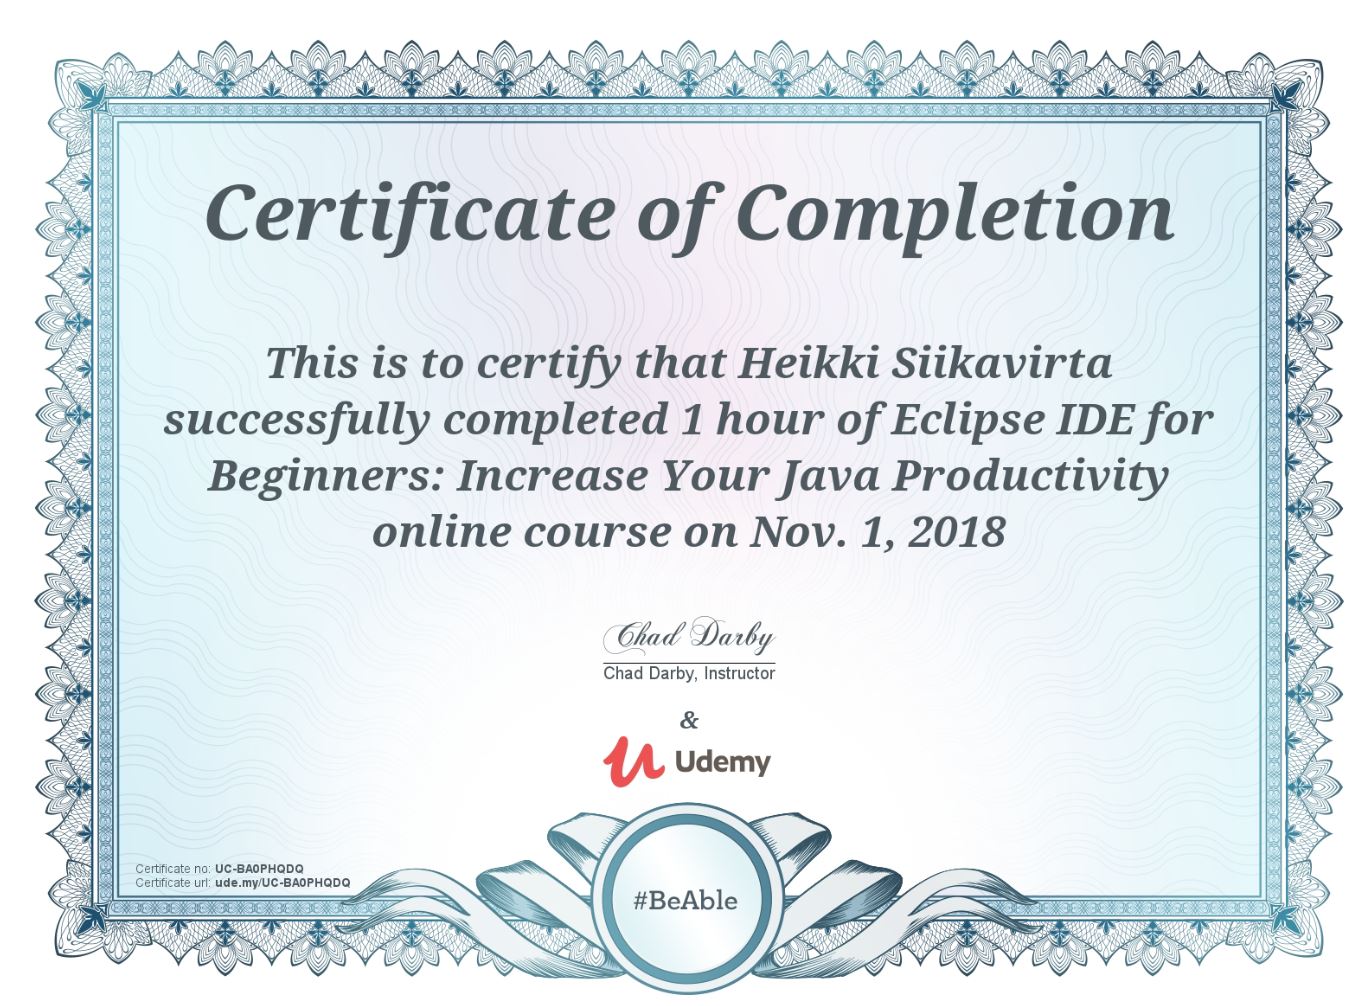 Certificate of Completion
This is to certify that Heikki Siikavirta
successfully completed 1 hour of Eclipse IDE for
Beginners: Increase Your Java Productivity
online course on Nov. 1, 2018
Chad Darby
Chad Darby, Instructor
&
Udemy
Certificate no: UC-BA0PHQDQ
Certificate url: ude.my/UC-BA0PHQDQ
#BeAble